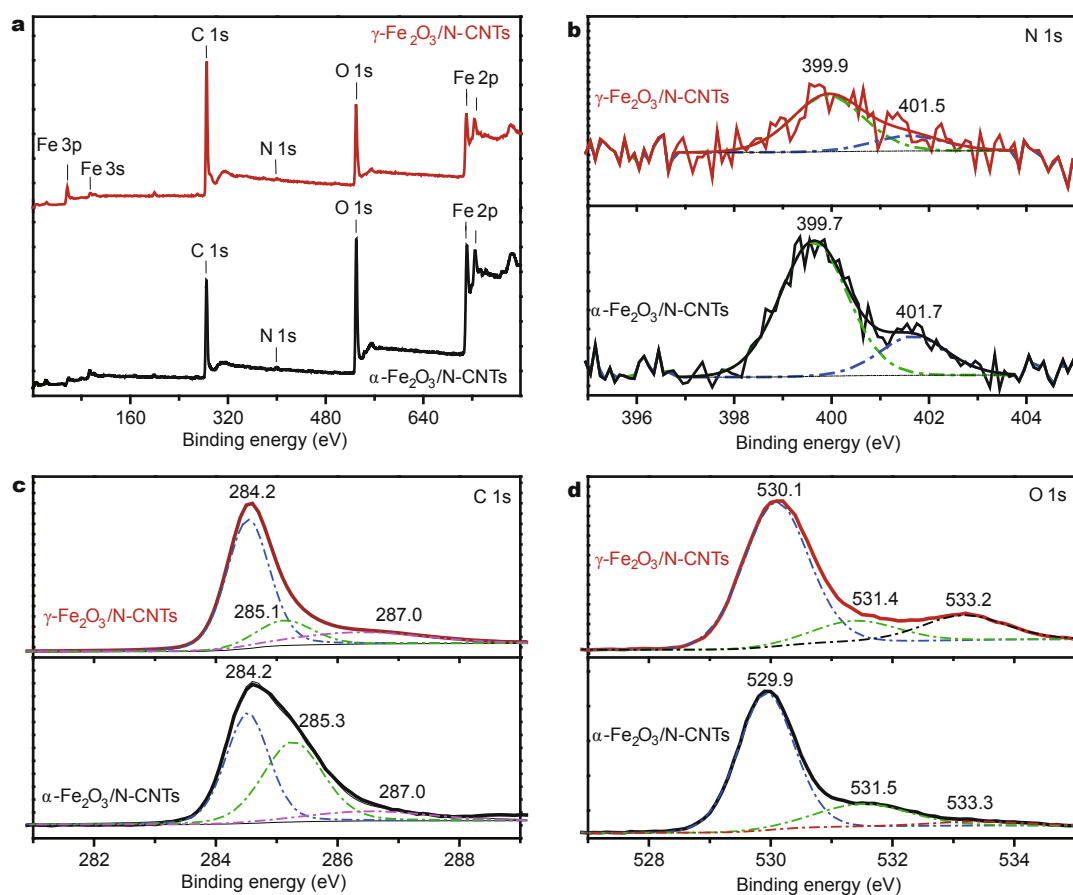 a
γ-Fe₂O₃/N-CNTs
C 1s
O 1s
Fe 2p
Fe 3p
Fe 3s
N 1s
C 1s
O 1s
Fe 2p
N 1s
α-Fe₂O₃/N-CNTs
160 320 480 640
Binding energy (eV)
b
N 1s
399.9
γ-Fe₂O₃/N-CNTs
401.5
399.7
α-Fe₂O₃/N-CNTs
401.7
396 398 400 402 404
Binding energy (eV)
c
C 1s
284.2
γ-Fe₂O₃/N-CNTs
285.1
287.0
284.2
285.3
α-Fe₂O₃/N-CNTs
287.0
282 284 286 288
Binding energy (eV)
d
O 1s
530.1
γ-Fe₂O₃/N-CNTs
531.4
533.2
529.9
α-Fe₂O₃/N-CNTs
531.5
533.3
528 530 532 534
Binding energy (eV)